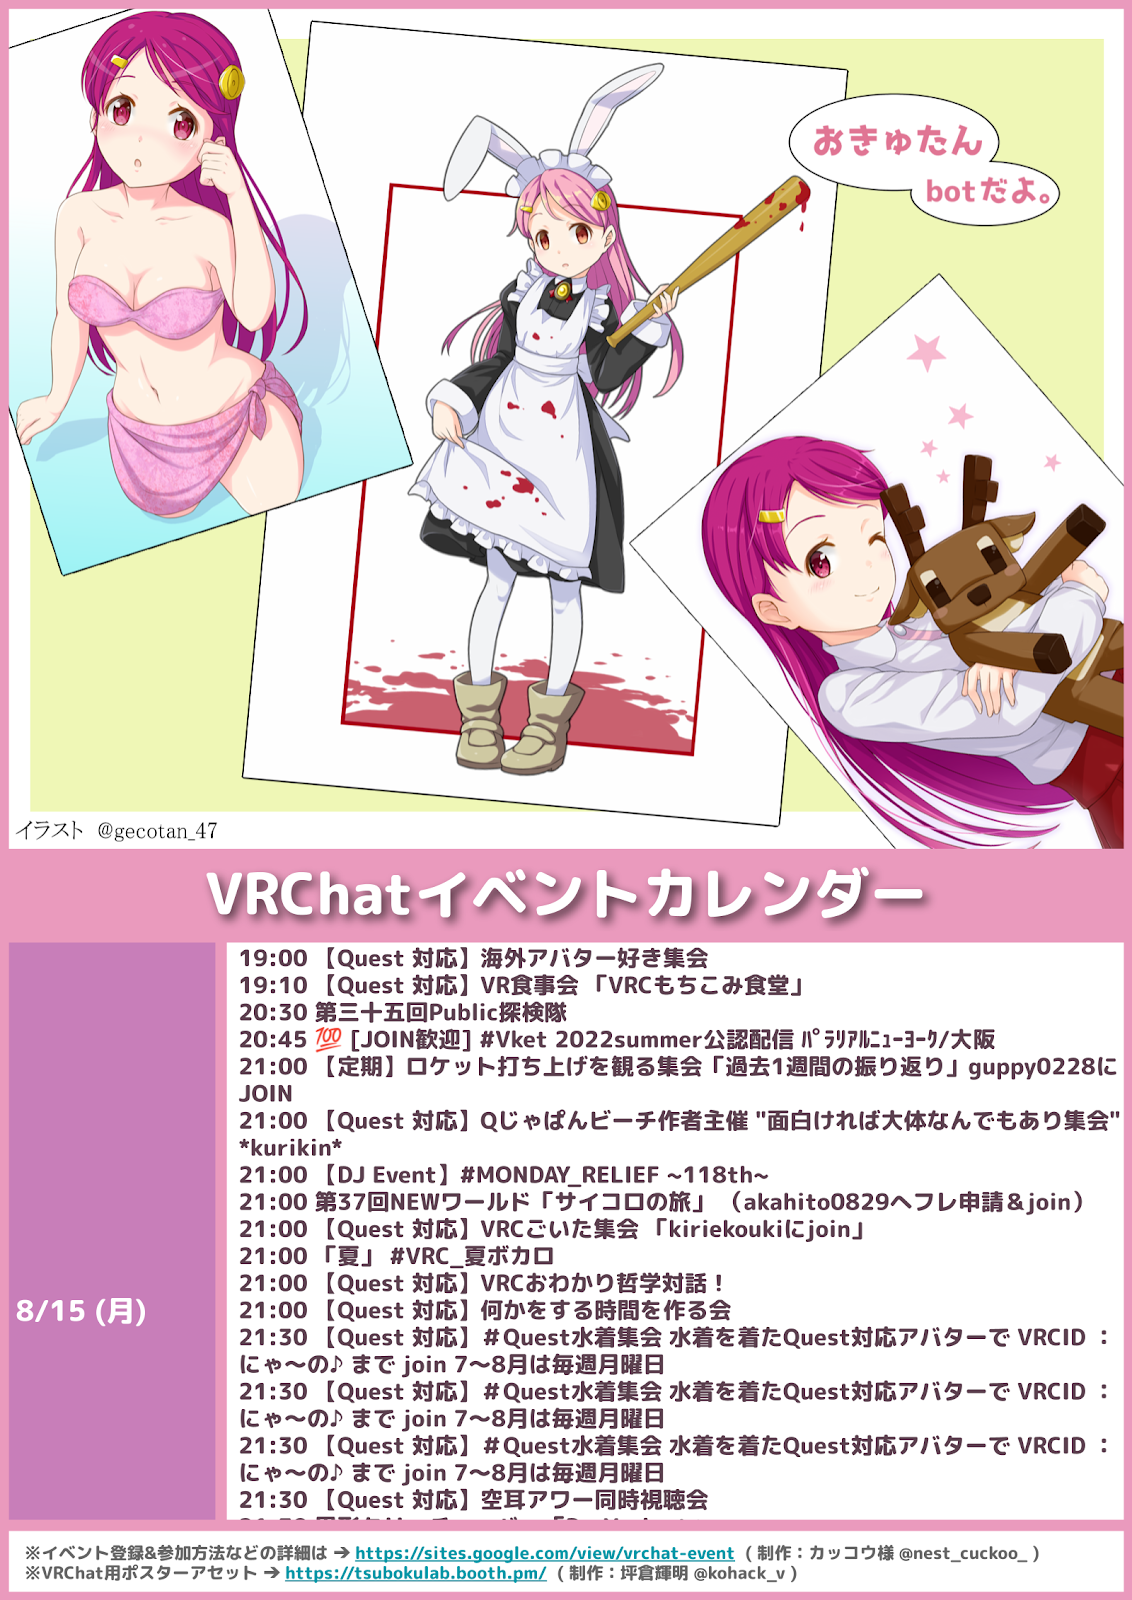 おきゅたん
botだよ。
イラスト @gecotan_47
VRChatイベントカレンダー
8/15 (月)
19:00 【Quest 対応】海外アバター好き集会
19:10 【Quest 対応】VR食事会 「VRCもちこみ食堂」
20:30 第三十五回Public探検隊
20:45 💯 [JOIN歓迎] #Vket 2022summer公認配信 ﾊﾟﾗﾘｱﾙﾆｭｰﾖｰｸ/大阪
21:00 【定期】ロケット打ち上げを観る集会「過去1週間の振り返り」guppy0228に
JOIN
21:00 【Quest 対応】Qじゃぱんビーチ作者主催 "面白ければ大体なんでもあり集会"
*kurikin*
21:00 【DJ Event】#MONDAY_RELIEF ~118th~
21:00 第37回NEWワールド「サイコロの旅」 （akahito0829へフレ申請＆join）
21:00 【Quest 対応】VRCごいた集会 「kiriekoukiにjoin」
21:00 「夏」 #VRC_夏ボカロ
21:00 【Quest 対応】VRCおわかり哲学対話！
21:00 【Quest 対応】何かをする時間を作る会
21:30 【Quest 対応】＃Quest水着集会 水着を着たQuest対応アバターで VRCID ：
にゃ〜の♪ まで join 7〜8月は毎週月曜日
21:30 【Quest 対応】＃Quest水着集会 水着を着たQuest対応アバターで VRCID ：
にゃ〜の♪ まで join 7〜8月は毎週月曜日
21:30 【Quest 対応】＃Quest水着集会 水着を着たQuest対応アバターで VRCID ：
にゃ〜の♪ まで join 7〜8月は毎週月曜日
21:30 【Quest 対応】空耳アワー同時視聴会
※イベント登録&参加方法などの詳細は ➔ https://sites.google.com/view/vrchat-event ( 制作：カッコウ様 @nest_cuckoo_ )
※VRChat用ポスターアセット ➔ https://tsubokulab.booth.pm/ ( 制作：坪倉輝明 @kohack_v )